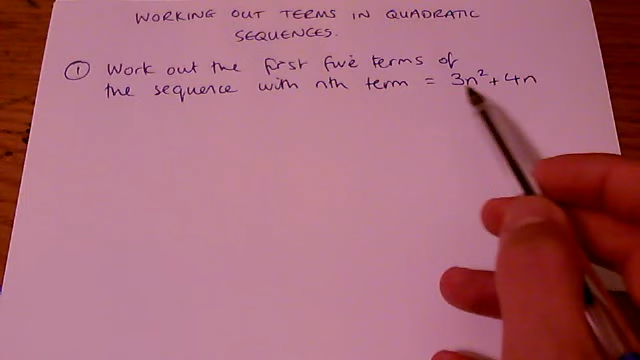 WORKING OUT TERMS IN QUADRATIC
SEQUENCES.
① Work out the first five terms of
the sequence with nth term = 3n²+4n